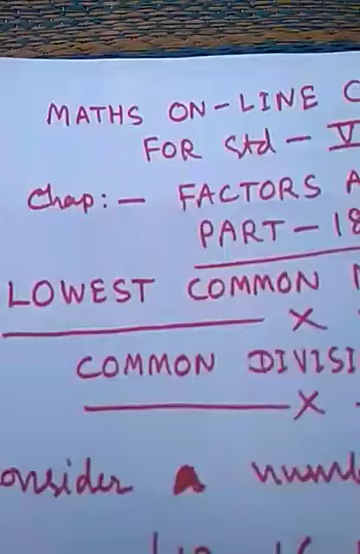 MATHS ON-LINE C
FOR Std - V
Chap:- FACTORS A
PART-18
LOWEST COMMON
X
COMMON DIVISI
X
onsider A numb